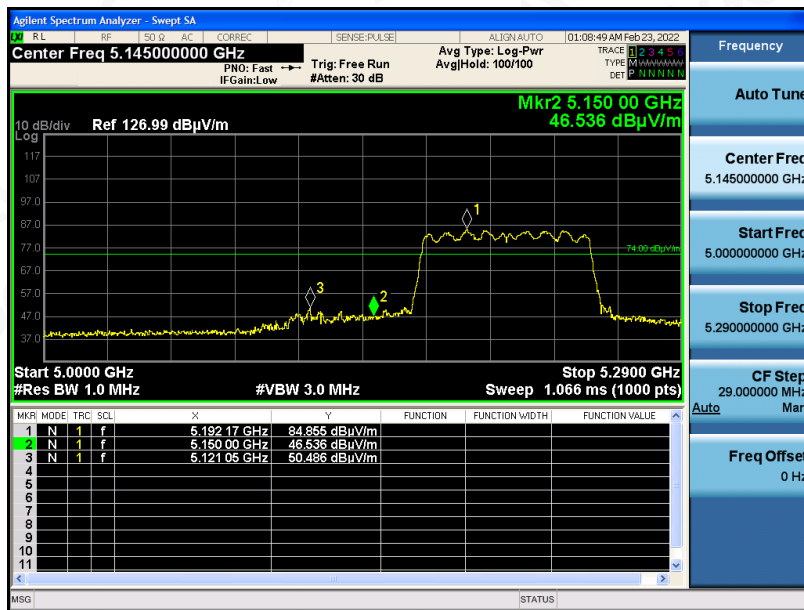 Agilent Spectrum Analyzer - Swept SA
LXI RL RF 50 Ω AC CORREC SENSE:PULSE ALIGN AUTO 01:08:49 AM Feb 23, 2022
Center Freq 5.145000000 GHz
PNO: Fast
IFGain:Low
Trig: Free Run
#Atten: 30 dB
Avg Type: Log-Pwr
Avg|Hold: 100/100
TRACE 1 2 3 4 5 6
TYPE M W W W W W
DET P N N N N N
Mkr2 5.150 00 GHz
46.536 dBµV/m
10 dB/div Ref 126.99 dBµV/m
Log
117
107
97.0
87.0
77.0
67.0
57.0
47.0
37.0
1
2
3
74.00 dBµV/m
Start 5.0000 GHz Stop 5.2900 GHz
#Res BW 1.0 MHz #VBW 3.0 MHz Sweep 1.066 ms (1000 pts)
MKR MODE TRC SCL X Y FUNCTION FUNCTION WIDTH FUNCTION VALUE
1 N 1 f 5.192 17 GHz 84.855 dBµV/m
2 N 1 f 5.150 00 GHz 46.536 dBµV/m
3 N 1 f 5.121 05 GHz 50.486 dBµV/m
4
5
6
7
8
9
10
11
MSG STATUS
Frequency
Auto Tune
Center Freq
5.145000000 GHz
Start Freq
5.000000000 GHz
Stop Freq
5.290000000 GHz
CF Step
29.000000 MHz
Auto Man
Freq Offset
0 Hz